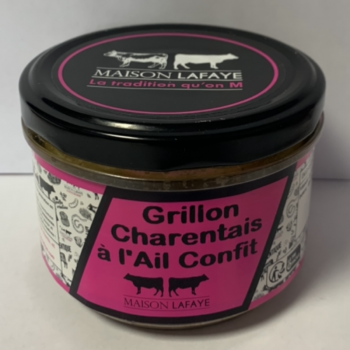 MAISON LAFAYE
La tradition qu'on M
Grillon
Charentais
à l'Ail Confit
MAISON LAFAYE